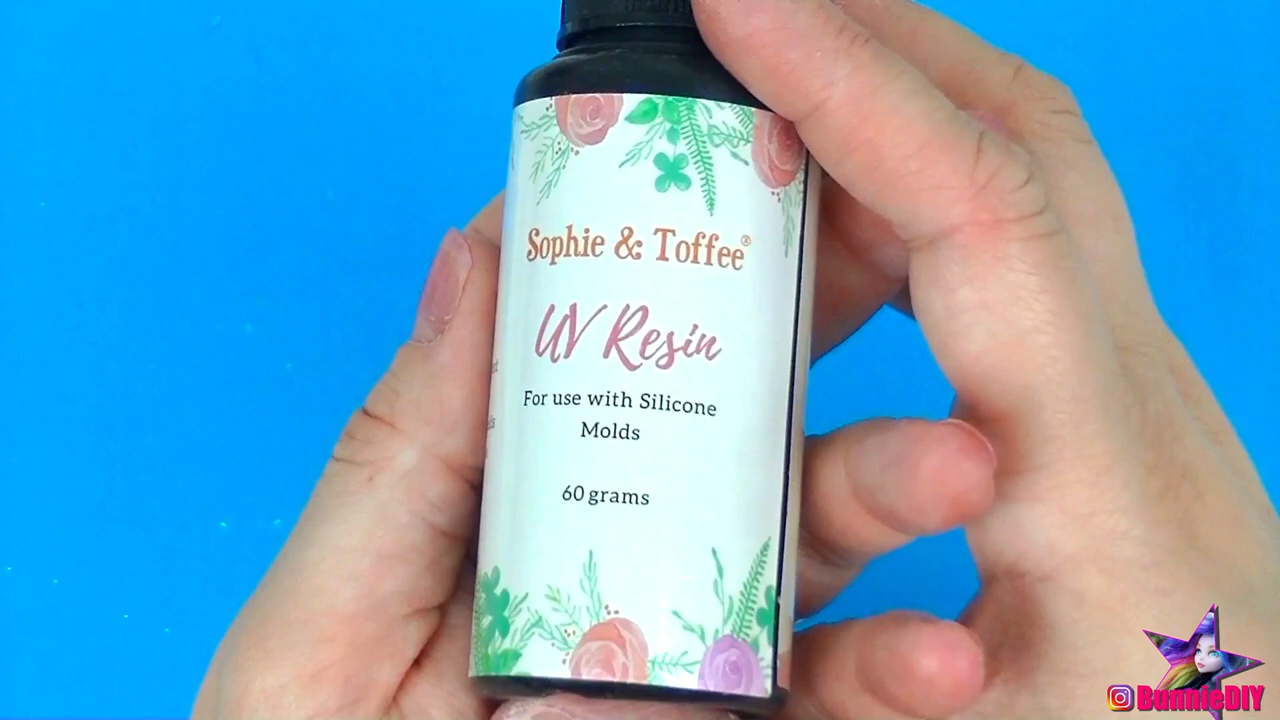 Sophie & Toffee®
UV Resin
For use with Silicone
Molds
60 grams
BunnieDIY